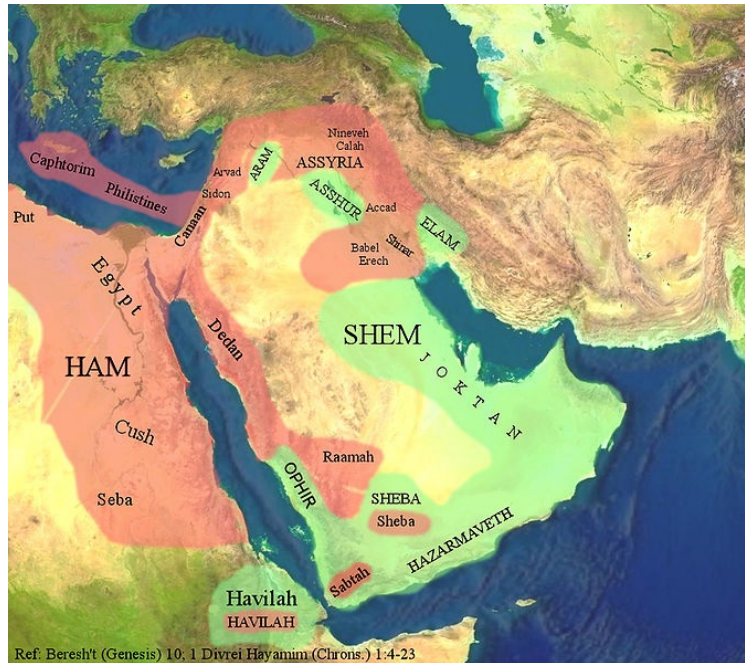 Nineveh
Calah
ASSYRIA
ARAM
Arvad
Caphtorim
Philistines
Sidon
ASSHUR
Accad
Put
Canaan
ELAM
Shinar
Babel
Erech
Egypt
Dedan
SHEM
HAM
JOKTAN
Cush
Raamah
OPHIR
Seba
SHEBA
Sheba
HAZARMAVETH
Sabtah
Havilah
HAVILAH
Ref: Beresh't (Genesis) 10; 1 Divrei Hayamim (Chrons.) 1:4-23